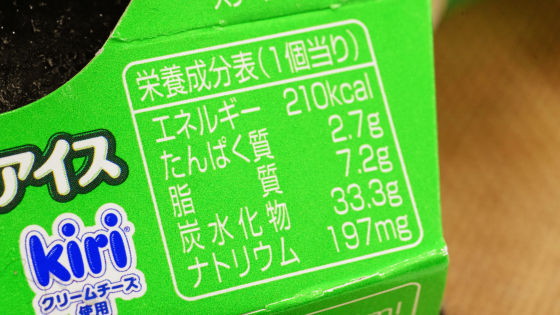 栄養成分表(1個当り)
エネルギー 210kcal
たんぱく質 2.7g
脂質 7.2g
炭水化物 33.3g
ナトリウム 197mg
アイス
kiri
クリームチーズ
使用